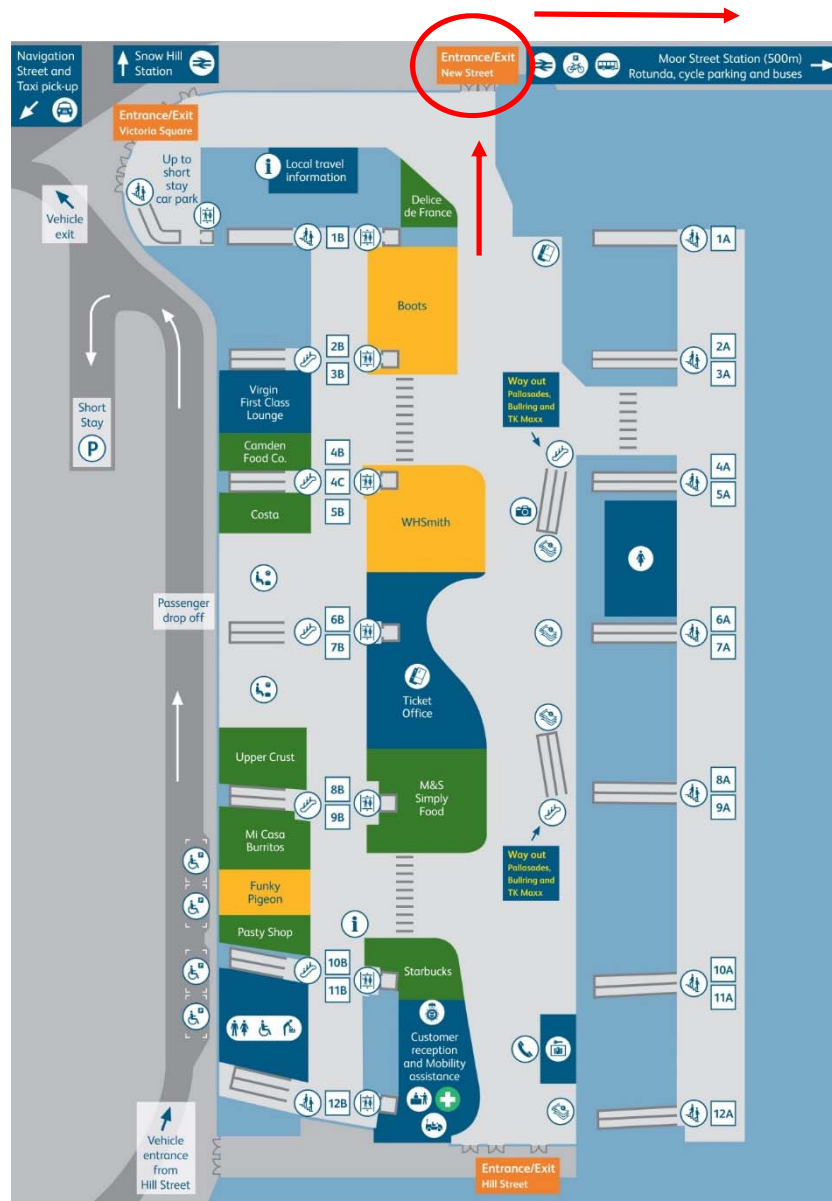 Navigation
Street and
Taxi pick-up
Snow Hill
Station
Entrance/Exit
New Street
Moor Street Station (500m)
Rotunda, cycle parking and buses
Entrance/Exit
Victoria Square
Up to
short
stay
car park
i
Local travel
information
Delice
de France
Vehicle
exit
1B
1A
Boots
2B
3B
2A
3A
Virgin
First Class
Lounge
Way out
Pallasades,
Bullring and
TK Maxx
Short
Stay
P
Camden
Food Co.
4B
4C
5B
4A
5A
Costa
WHSmith
Passenger
drop off
6B
7B
6A
7A
Ticket
Office
Upper Crust
M&S
Simply
Food
8B
9B
8A
9A
Mi Casa
Burritos
Way out
Pallasades,
Bullring and
TK Maxx
P
Funky
Pigeon
P
Pasty Shop
i
10B
11B
Starbucks
10A
11A
P
P
Customer
reception
and Mobility
assistance
12B
12A
Vehicle
entrance
from
Hill Street
Entrance/Exit
Hill Street